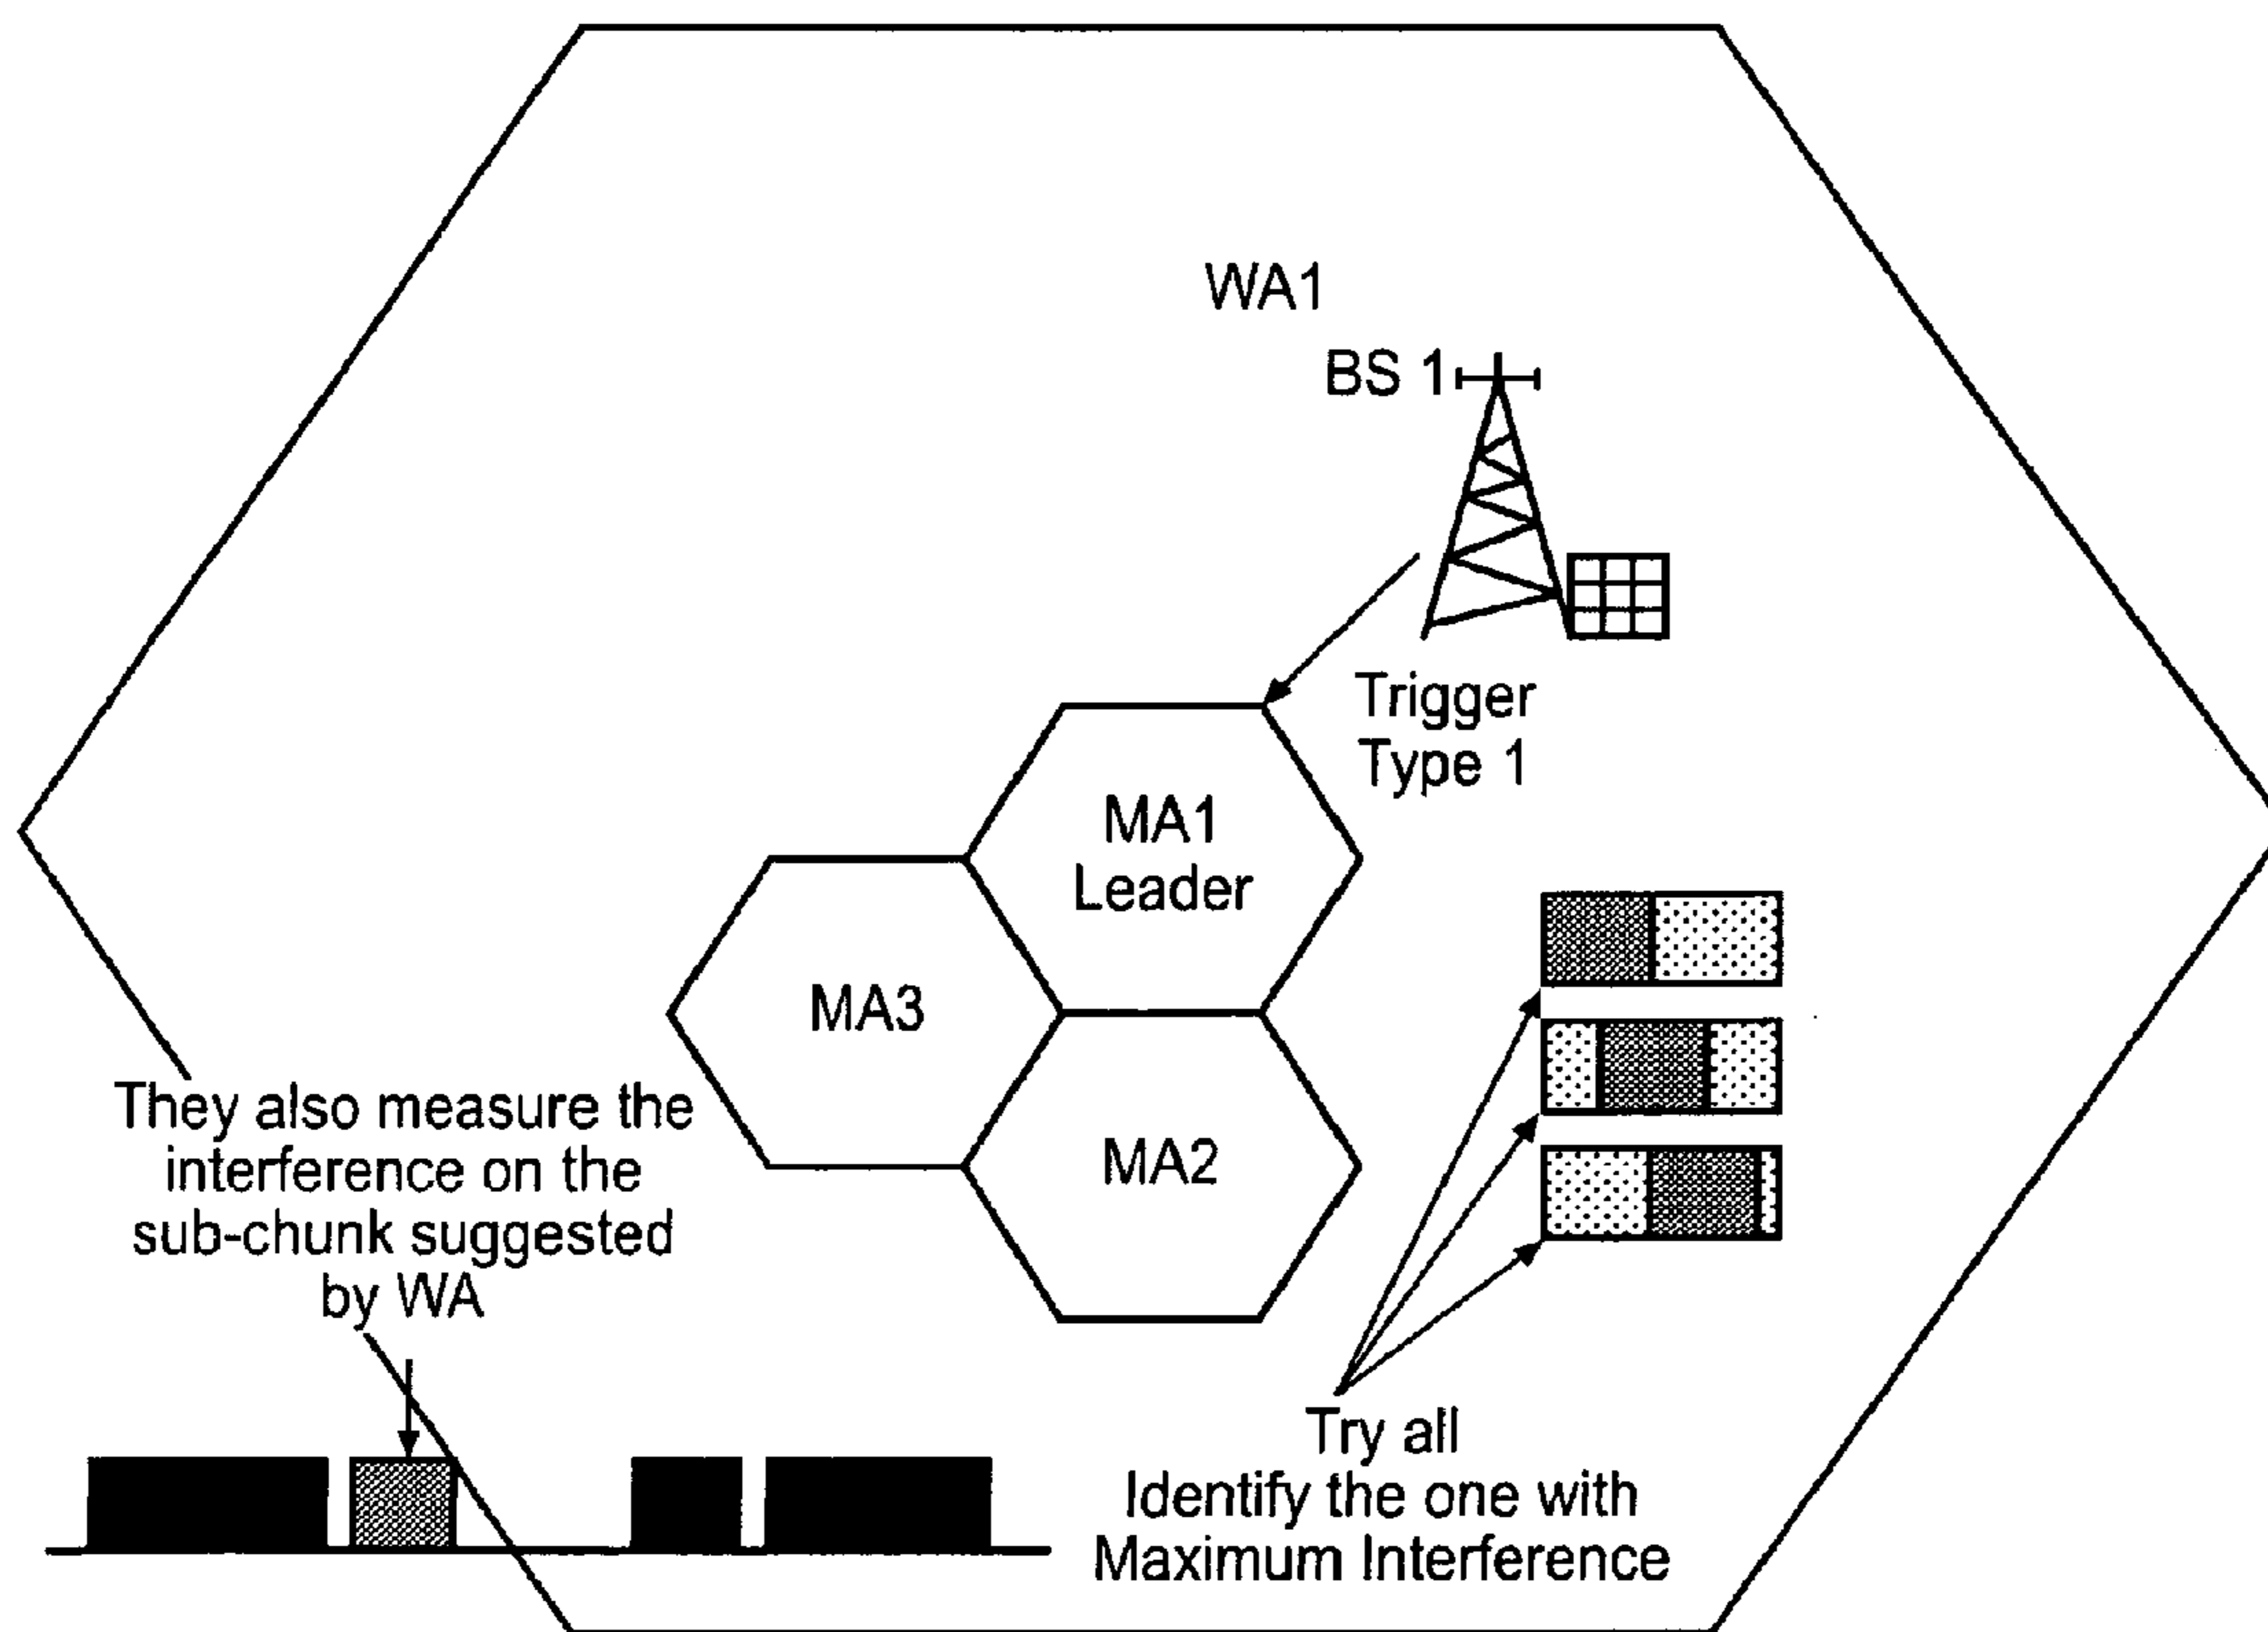 WA1
BS 1
Trigger
Type 1
MA1
Leader
MA3
MA2
They also measure the
interference on the
sub-chunk suggested
by WA
Try all
Identify the one with
Maximum Interference